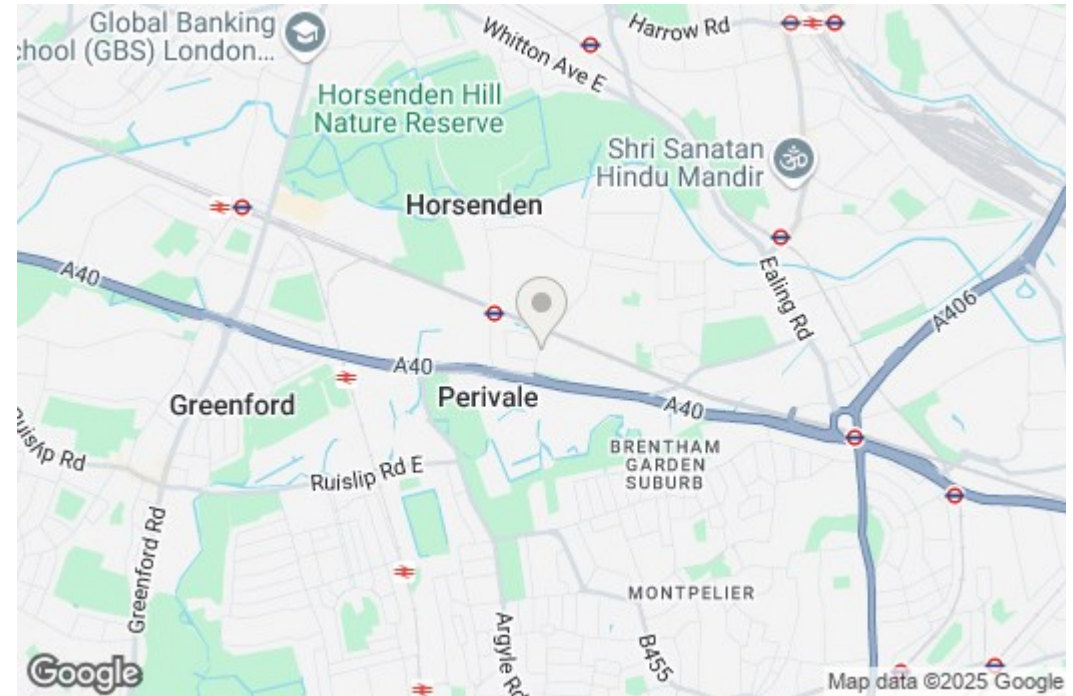 Global Banking
chool (GBS) London...
Harrow Rd
Whitton Ave E
Horsenden Hill
Nature Reserve
Shri Sanatan
Hindu Mandir
Horsenden
A40
Ealing Rd
A406
A40
Greenford
Perivale
A40
BRENTHAM
GARDEN
SUBURB
Ruislip Rd
Ruislip Rd E
Greenford Rd
MONTPELIER
Argyle Rd
B455
Google
Map data ©2025 Google